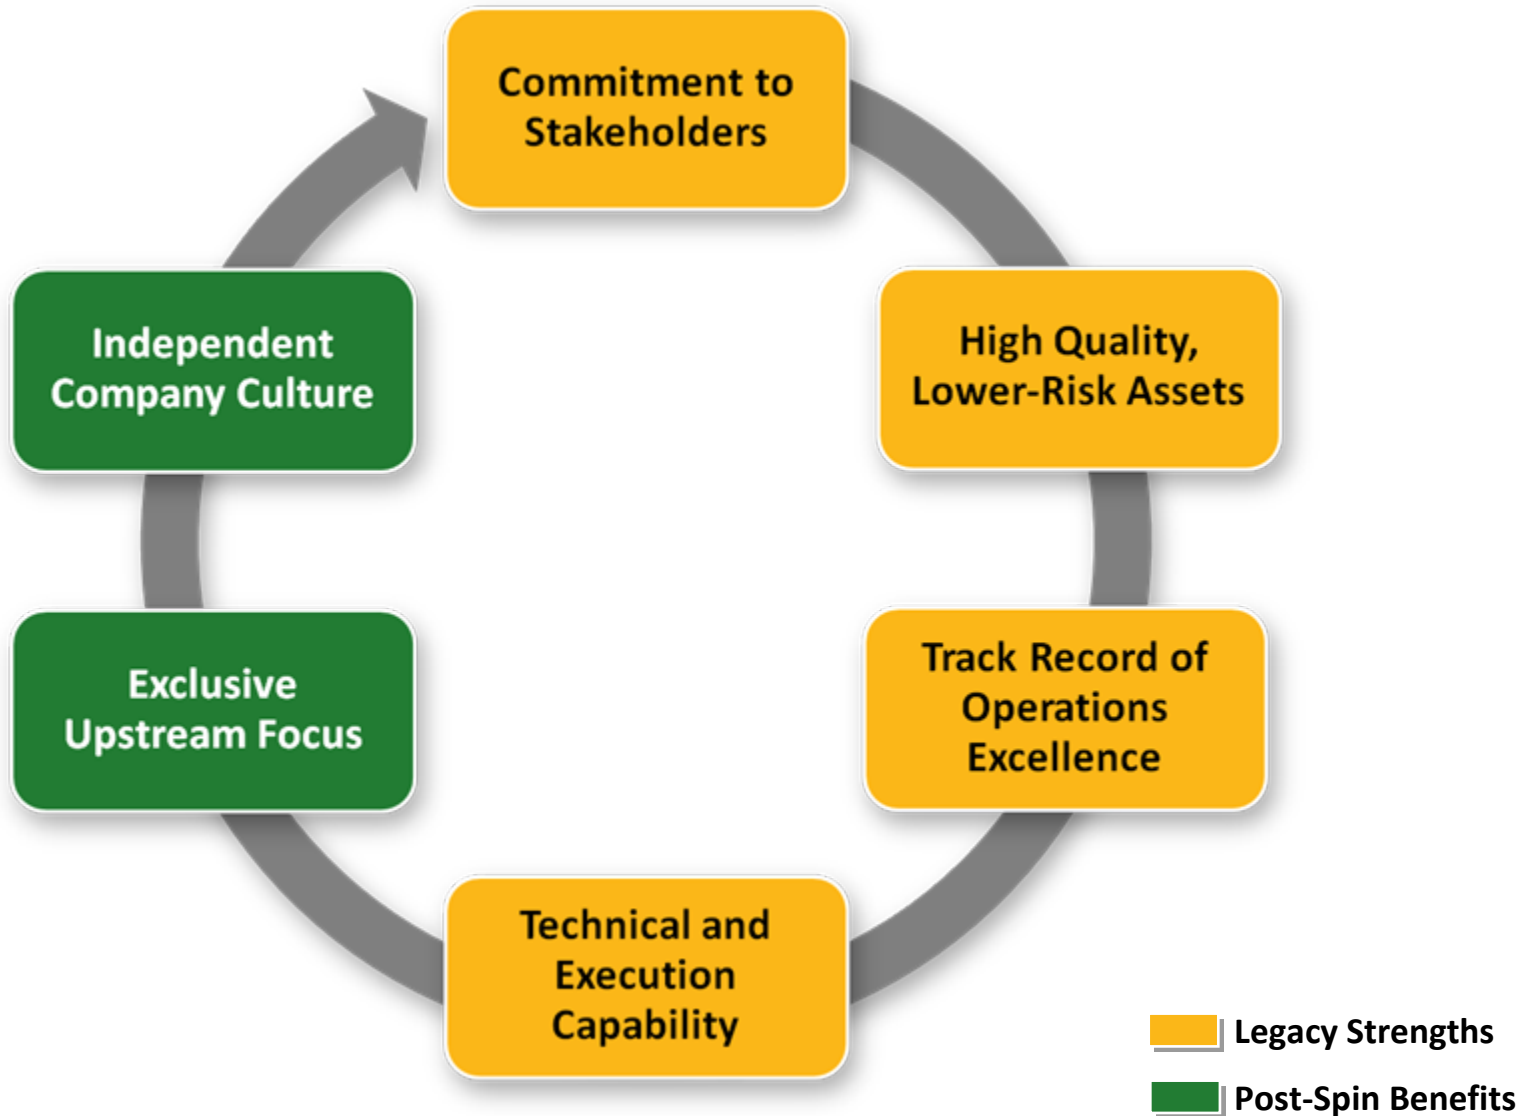 Commitment to
Stakeholders
High Quality,
Lower-Risk Assets
Track Record of
Operations
Excellence
Technical and
Execution
Capability
Exclusive
Upstream Focus
Independent
Company Culture
Legacy Strengths
Post-Spin Benefits